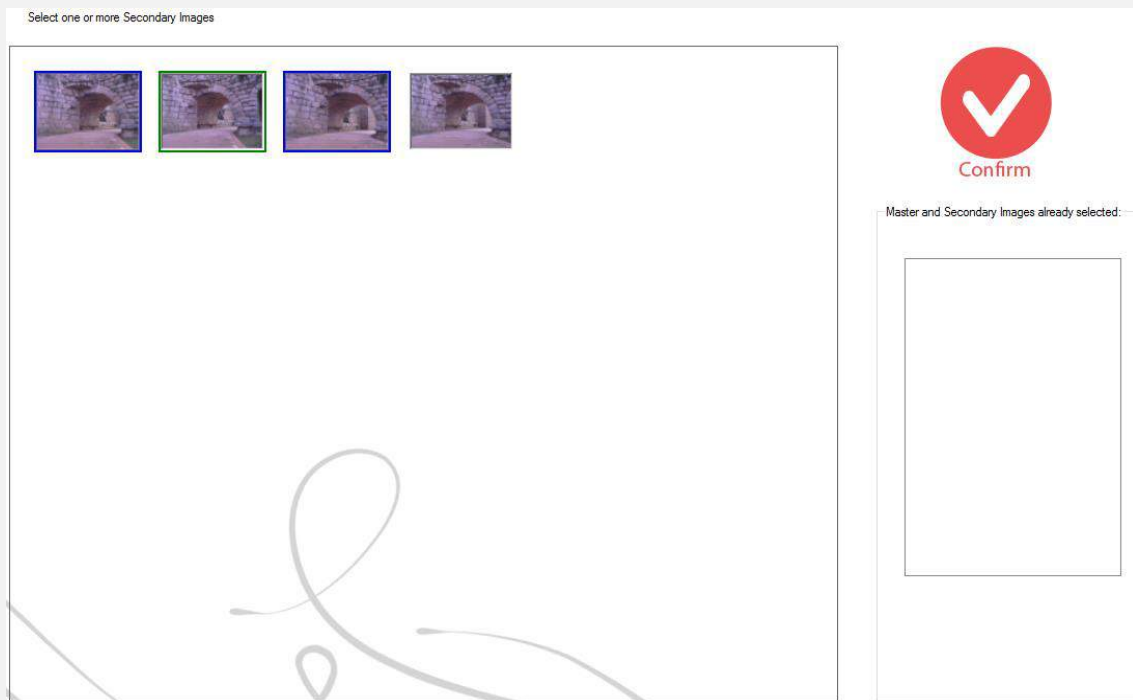 Select one or more Secondary Images
Confirm
Master and Secondary Images already selected: